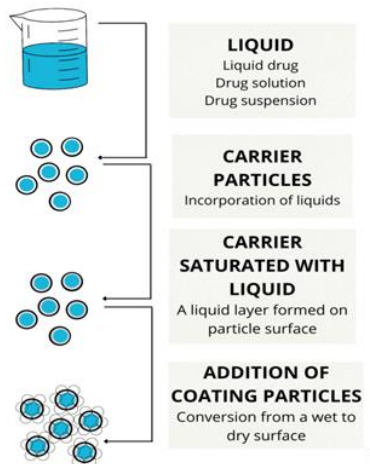 LIQUID
Liquid drug
Drug solution
Drug suspension
CARRIER
PARTICLES
Incorporation of liquids
CARRIER
SATURATED WITH
LIQUID
A liquid layer formed on
particle surface
ADDITION OF
COATING PARTICLES
Conversion from a wet to
dry surface